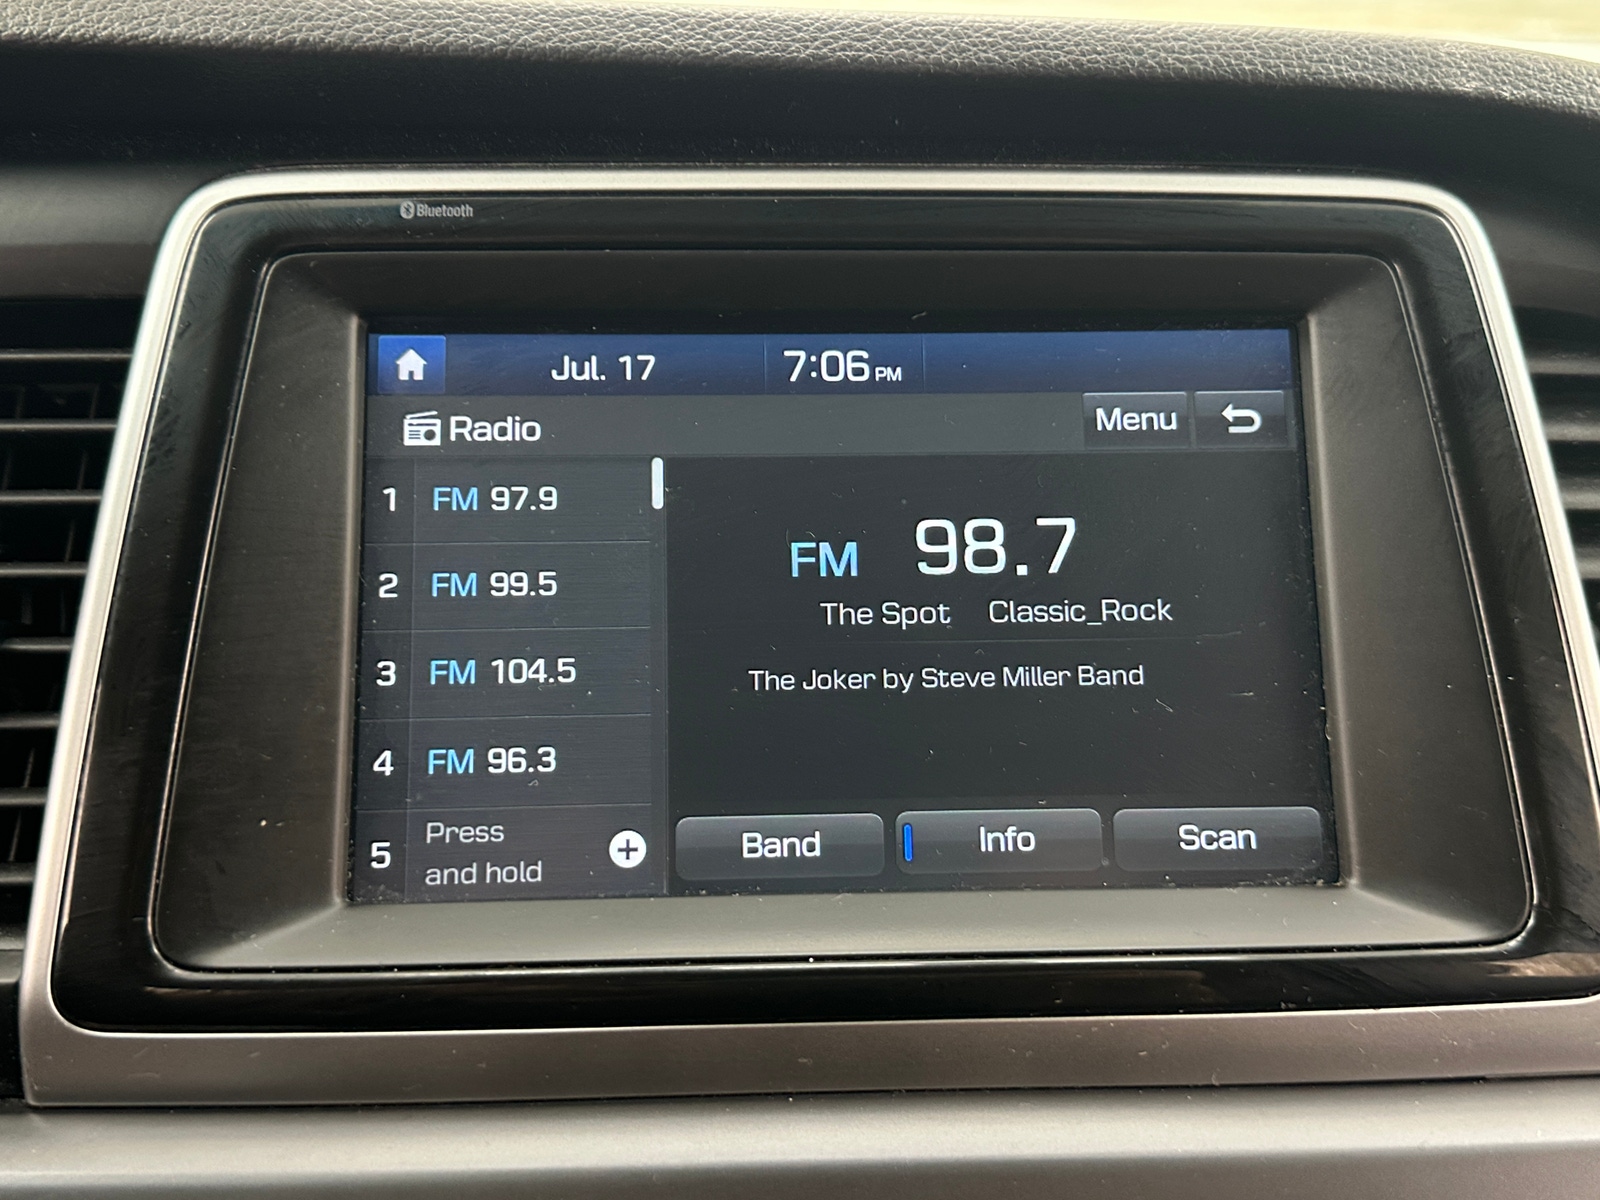 Bluetooth
Jul. 17 7:06 PM
Radio Menu
1 FM 97.9
2 FM 99.5
3 FM 104.5
4 FM 96.3
5 Press and hold
FM 98.7
The Spot Classic_Rock
The Joker by Steve Miller Band
Band Info Scan